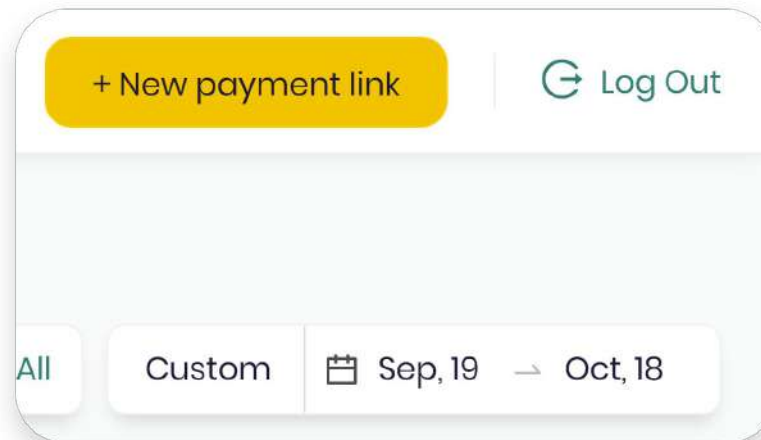 + New payment link Log Out
All Custom Sep, 19 → Oct, 18